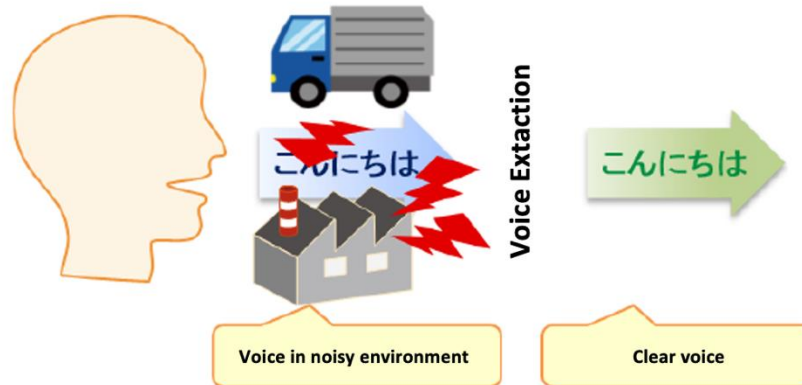 こんにちは
Voice Extaction
こんにちは
Voice in noisy environment
Clear voice